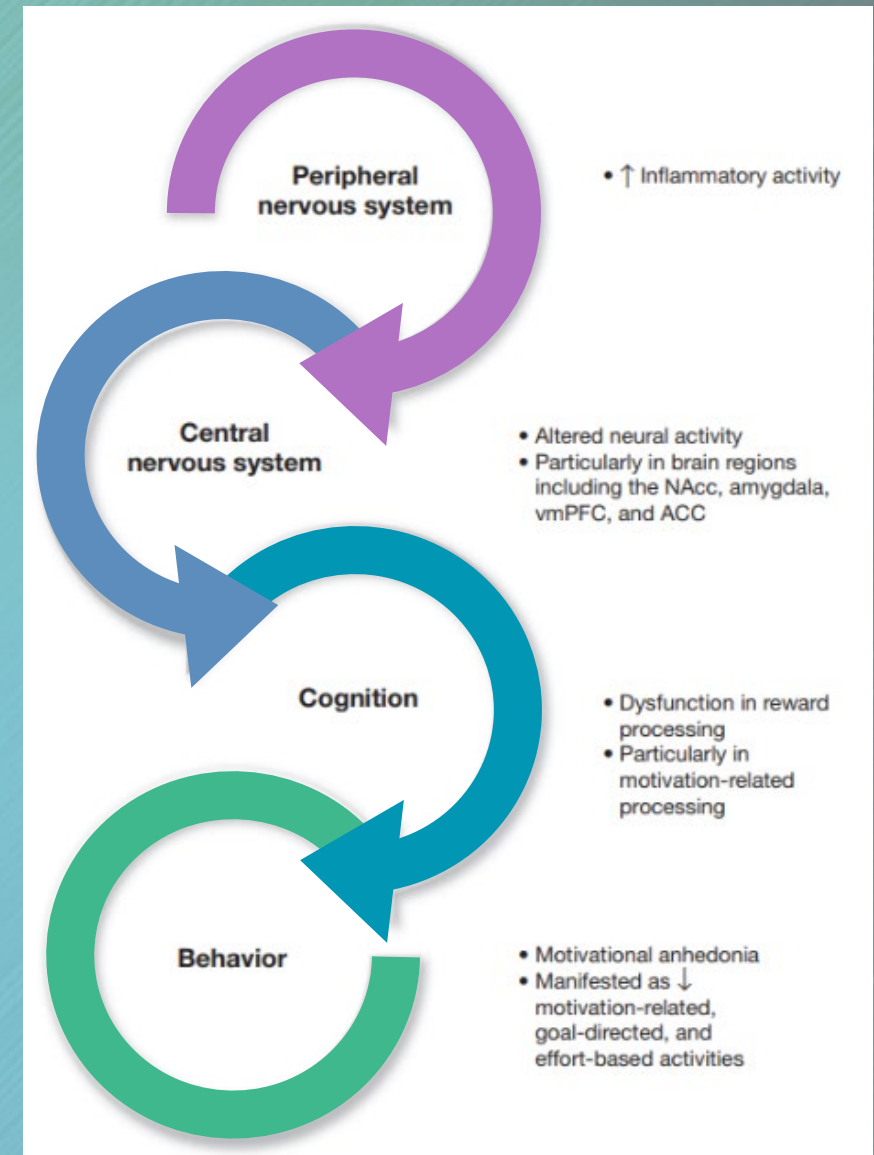 Peripheral
nervous system
• ↑ Inflammatory activity
Central
nervous system
• Altered neural activity
• Particularly in brain regions
including the NAcc, amygdala,
vmPFC, and ACC
Cognition
• Dysfunction in reward
processing
• Particularly in
motivation-related
processing
Behavior
• Motivational anhedonia
• Manifested as ↓
motivation-related,
goal-directed, and
effort-based activities